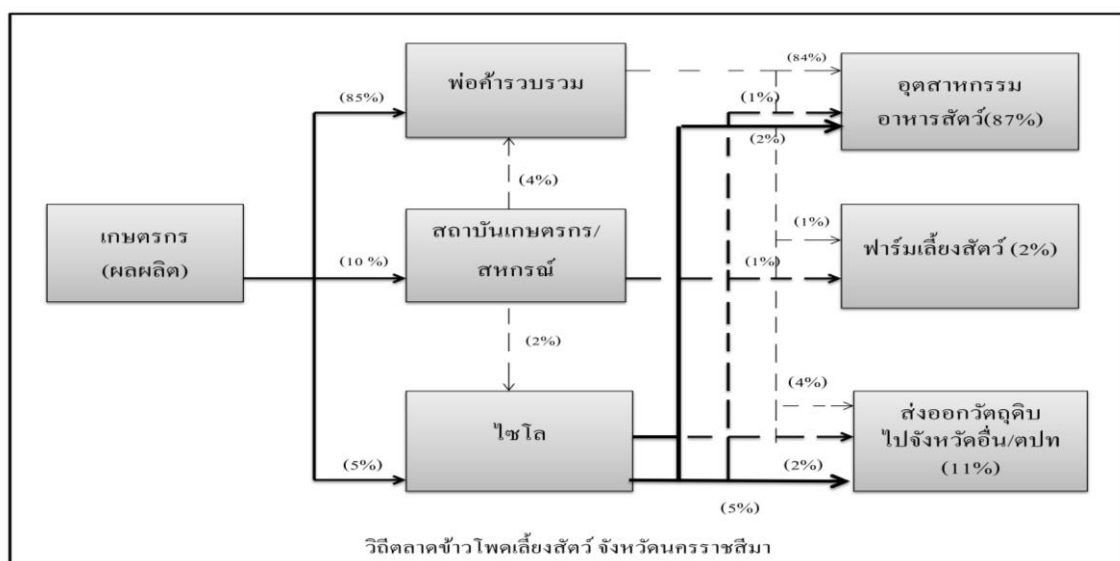 (84%)
พ่อค้ารวบรวม
อุตสาหกรรม
อาหารสัตว์(87%)
(85%)
(1%)
(2%)
(4%)
เกษตรกร
(ผลผลิต)
สถาบันเกษตรกร/
สหกรณ์
(1%)
ฟาร์มเลี้ยงสัตว์ (2%)
(10 %)
(1%)
(2%)
(4%)
ไซโล
ส่งออกวัตถุดิบ
ไปจังหวัดอื่น/ตปท
(11%)
(5%)
(2%)
(5%)
วิถีตลาดข้าวโพดเลี้ยงสัตว์ จังหวัดนครราชสีมา